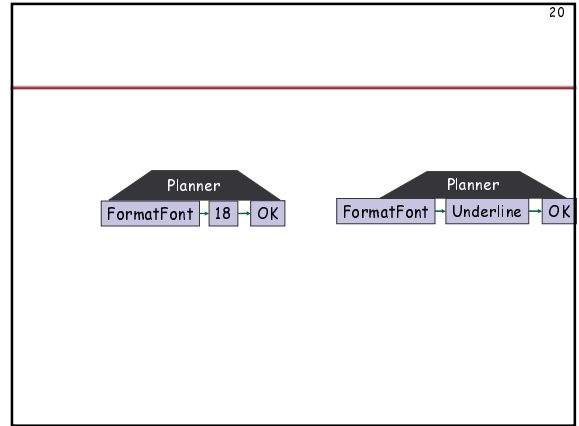 20
Planner
FormatFont 18 OK
Planner
FormatFont Underline OK